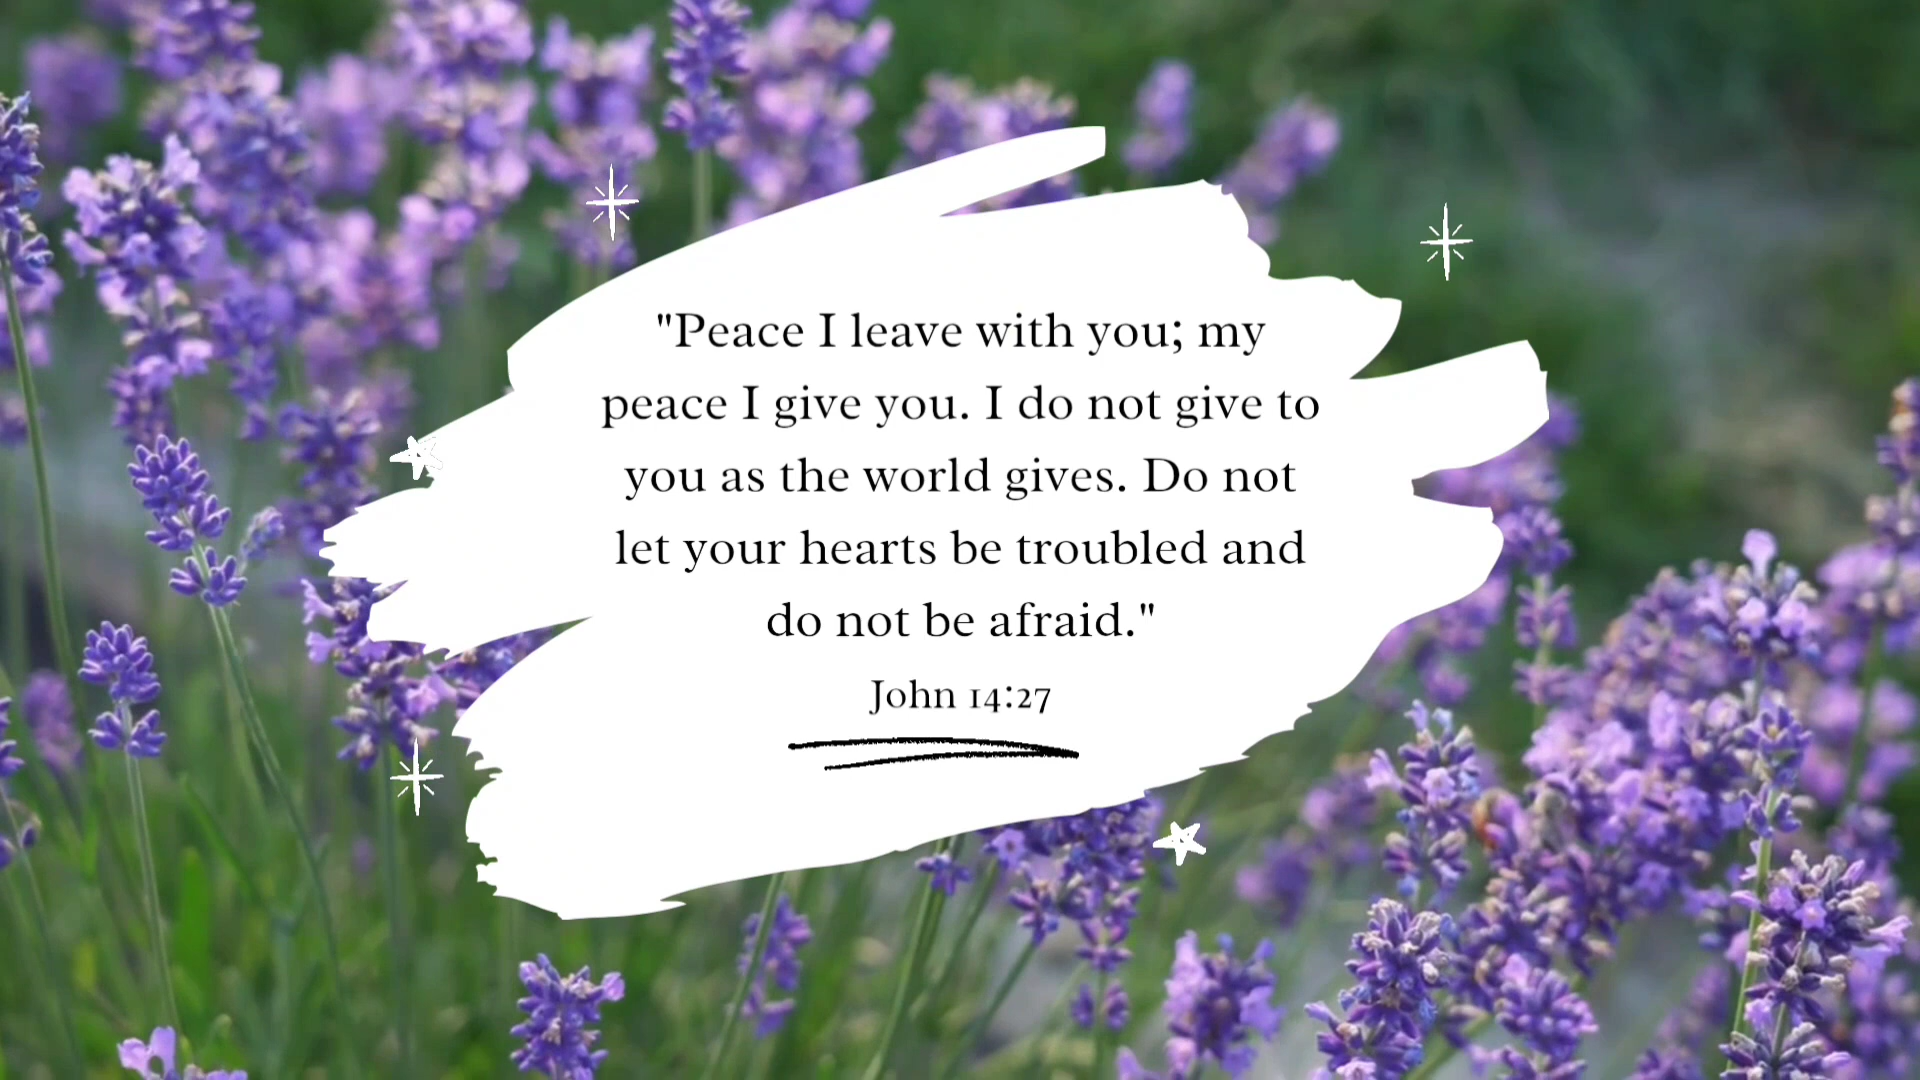 "Peace I leave with you; my
peace I give you. I do not give to
you as the world gives. Do not
let your hearts be troubled and
do not be afraid."
John 14:27